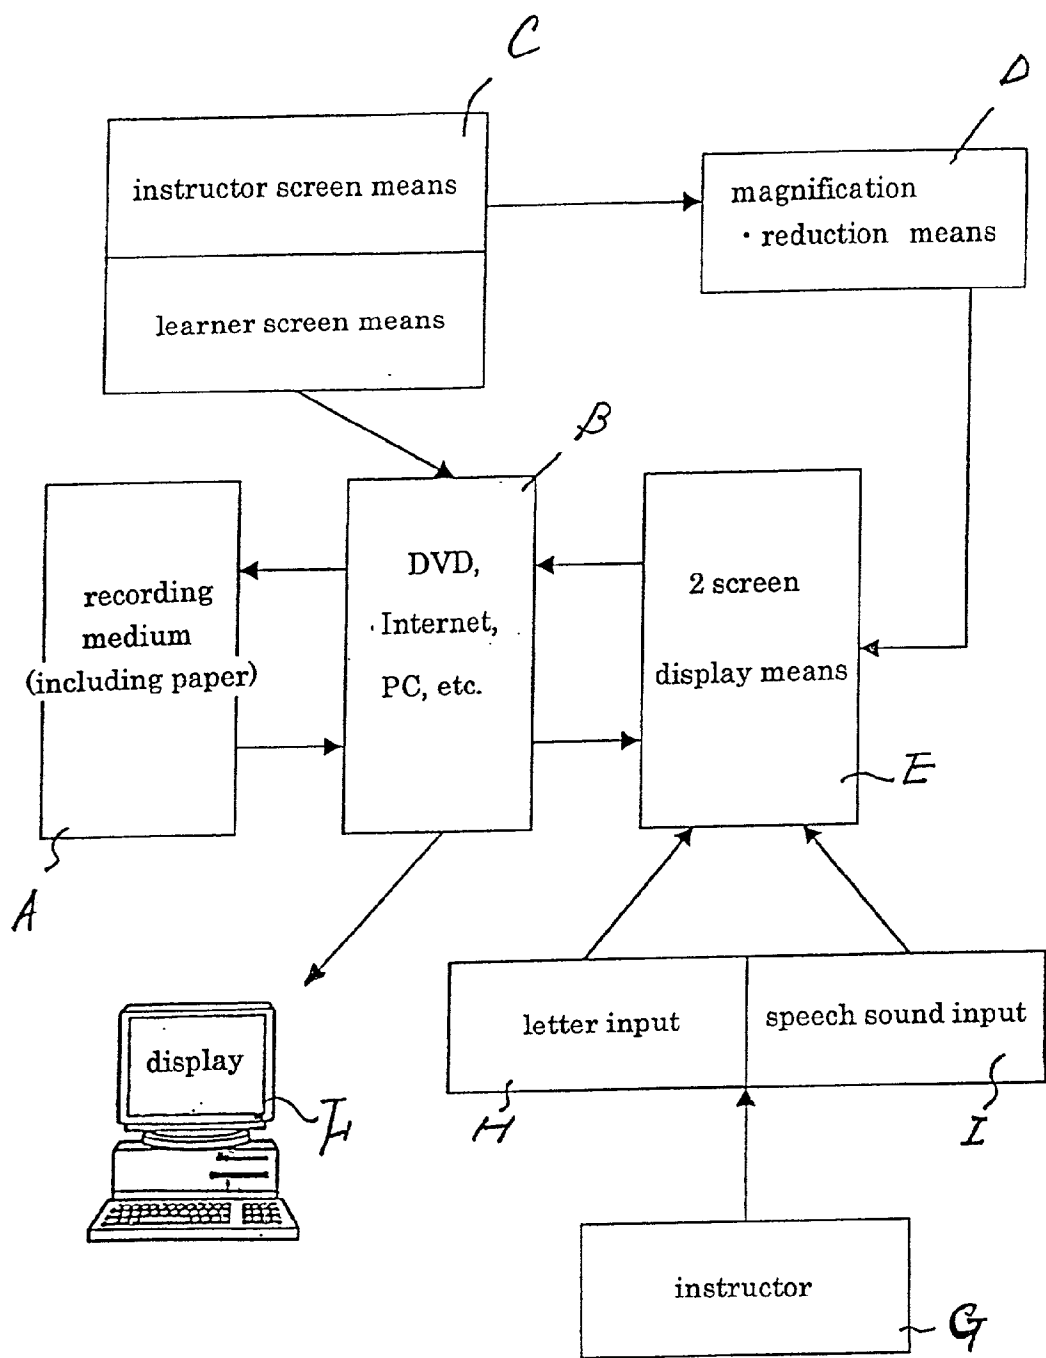 C
D
instructor screen means
magnification
・reduction means
learner screen means
B
recording
medium
(including paper)
DVD,
Internet,
PC, etc.
2 screen
display means
E
A
display
F
letter input
speech sound input
H
I
instructor
G